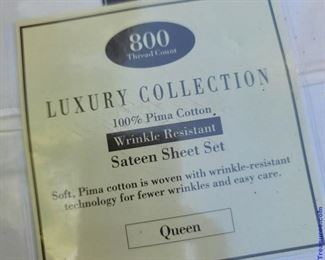 800
Thread Count
LUXURY COLLECTION
100% Pima Cotton
Wrinkle Resistant
Sateen Sheet Set
Soft, Pima cotton is woven with wrinkle-resistant
technology for fewer wrinkles and easy care.
Queen